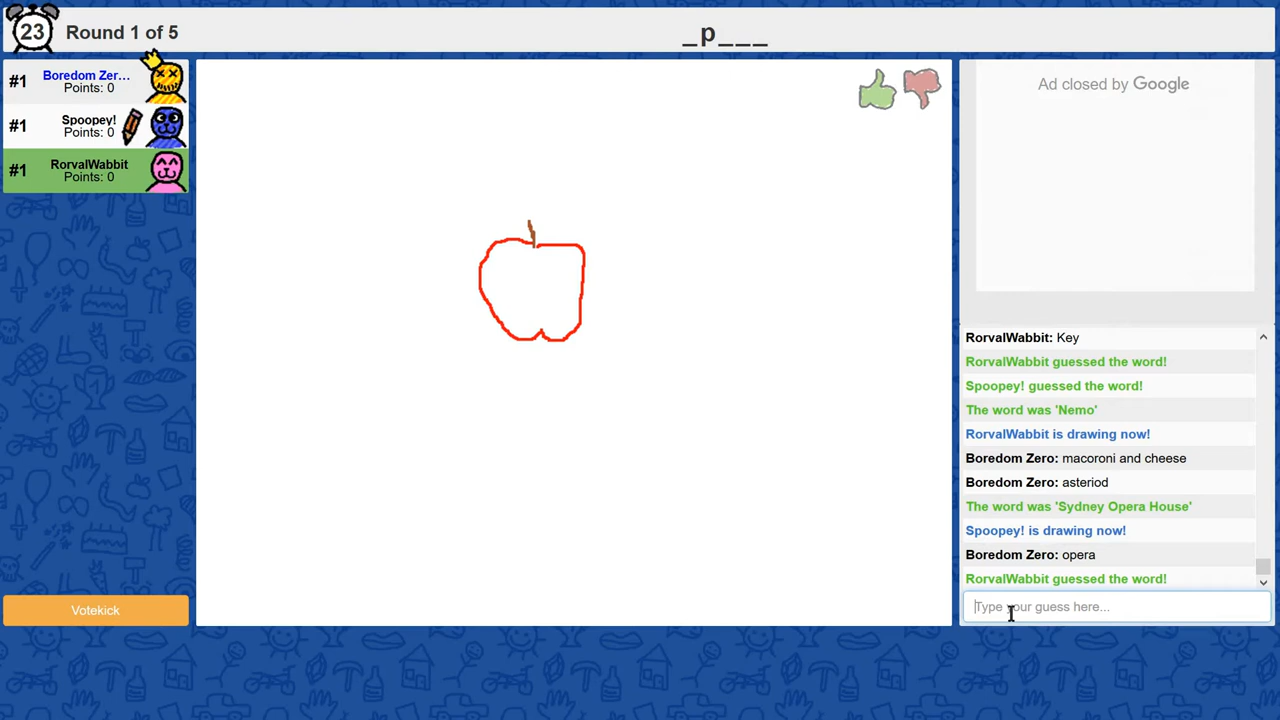 23
Round 1 of 5
_p___
#1
Boredom Zer...
Points: 0
#1
Spoopey!
Points: 0
#1
RorvalWabbit
Points: 0
Votekick
Ad closed by Google
RorvalWabbit: Key
RorvalWabbit guessed the word!
Spoopey! guessed the word!
The word was 'Nemo'
RorvalWabbit is drawing now!
Boredom Zero: macoroni and cheese
Boredom Zero: asteriod
The word was 'Sydney Opera House'
Spoopey! is drawing now!
Boredom Zero: opera
RorvalWabbit guessed the word!
Type your guess here...